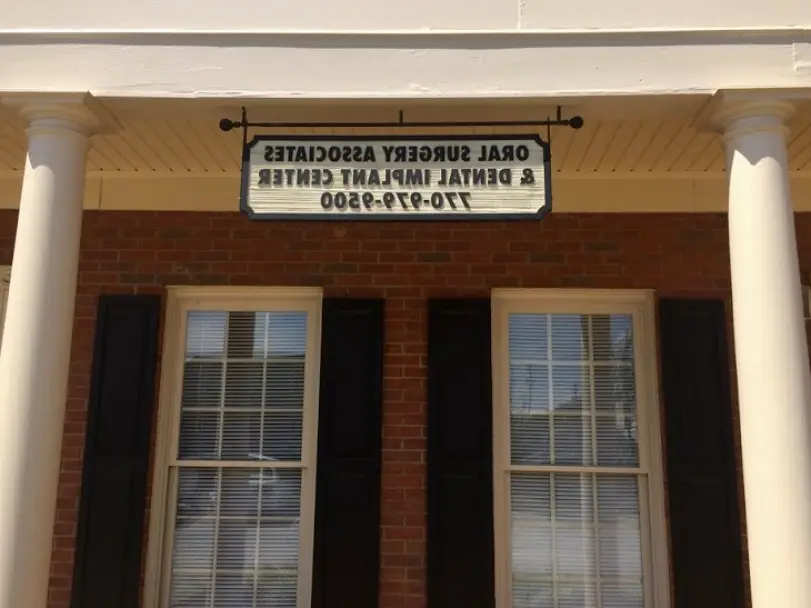 ORAL SURGERY ASSOCIATES
& DENTAL IMPLANT CENTER
770-979-9500